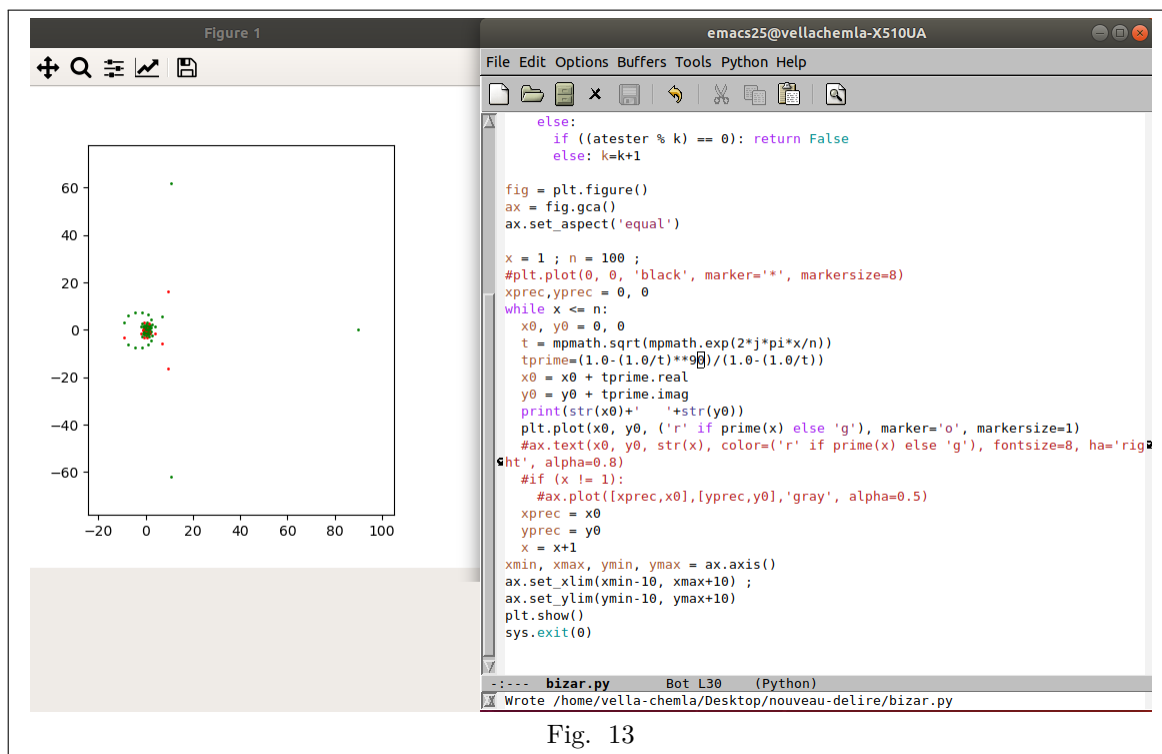 Figure 1
60
40
20
0
−20
−40
−60
−20 0 20 40 60 80 100
emacs25@vellachemla-X510UA
File Edit Options Buffers Tools Python Help
    else:
      if ((atester % k) == 0): return False
      else: k=k+1
fig = plt.figure()
ax = fig.gca()
ax.set_aspect('equal')
x = 1 ; n = 100 ;
#plt.plot(0, 0, 'black', marker='*', markersize=8)
xprec,yprec = 0, 0
while x <= n:
  x0, y0 = 0, 0
  t = mpmath.sqrt(mpmath.exp(2*j*pi*x/n))
  tprime=(1.0-(1.0/t)**90)/(1.0-(1.0/t))
  x0 = x0 + tprime.real
  y0 = y0 + tprime.imag
  print(str(x0)+'   '+str(y0))
  plt.plot(x0, y0, ('r' if prime(x) else 'g'), marker='o', markersize=1)
  #ax.text(x0, y0, str(x), color=('r' if prime(x) else 'g'), fontsize=8, ha='rig
ht', alpha=0.8)
  #if (x != 1):
    #ax.plot([xprec,x0],[yprec,y0],'gray', alpha=0.5)
  xprec = x0
  yprec = y0
  x = x+1
xmin, xmax, ymin, ymax = ax.axis()
ax.set_xlim(xmin-10, xmax+10) ;
ax.set_ylim(ymin-10, ymax+10)
plt.show()
sys.exit(0)
-:--- bizar.py Bot L30 (Python)
Wrote /home/vella-chemla/Desktop/nouveau-delire/bizar.py
Fig. 13